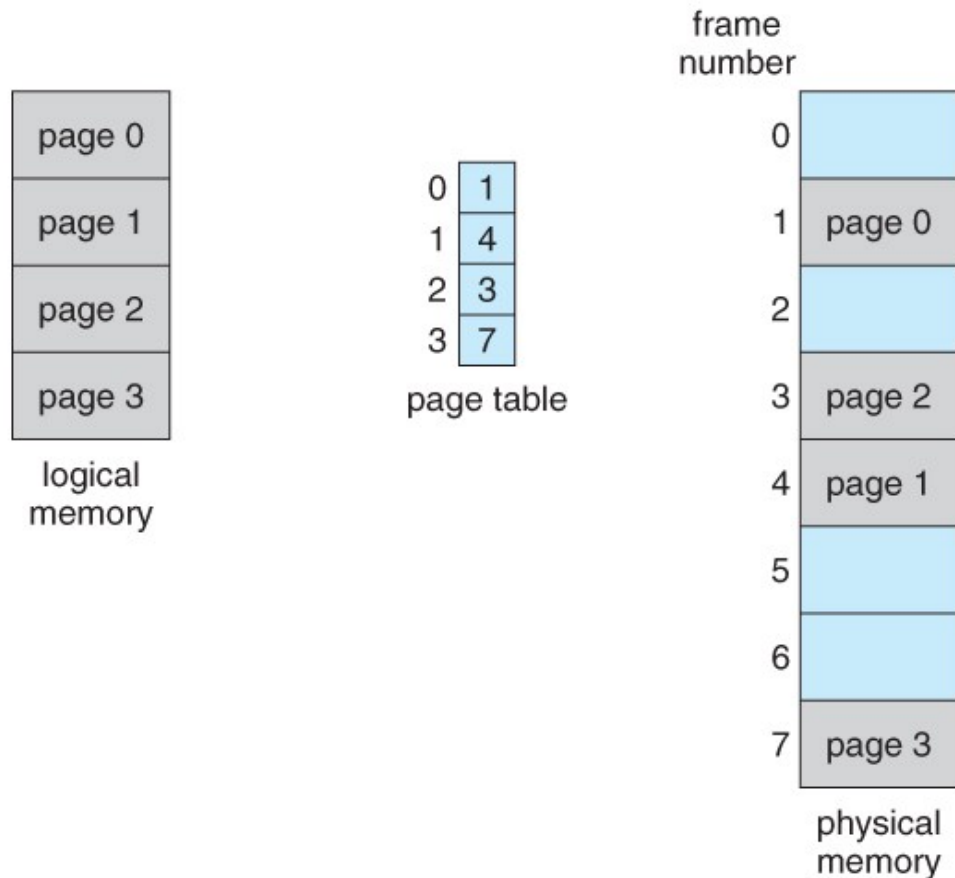 page 0
page 1
page 2
page 3
logical
memory
0 1
1 4
2 3
3 7
page table
frame
number
0
1 page 0
2
3 page 2
4 page 1
5
6
7 page 3
physical
memory